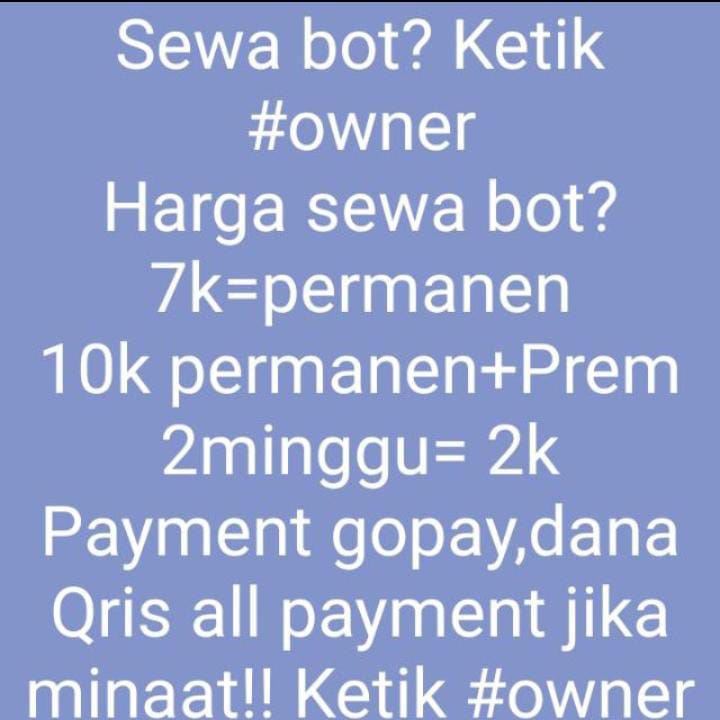 Sewa bot? Ketik
#owner
Harga sewa bot?
7k=permanen
10k permanen+Prem
2minggu= 2k
Payment gopay,dana
Qris all payment jika
minaat!! Ketik #owner